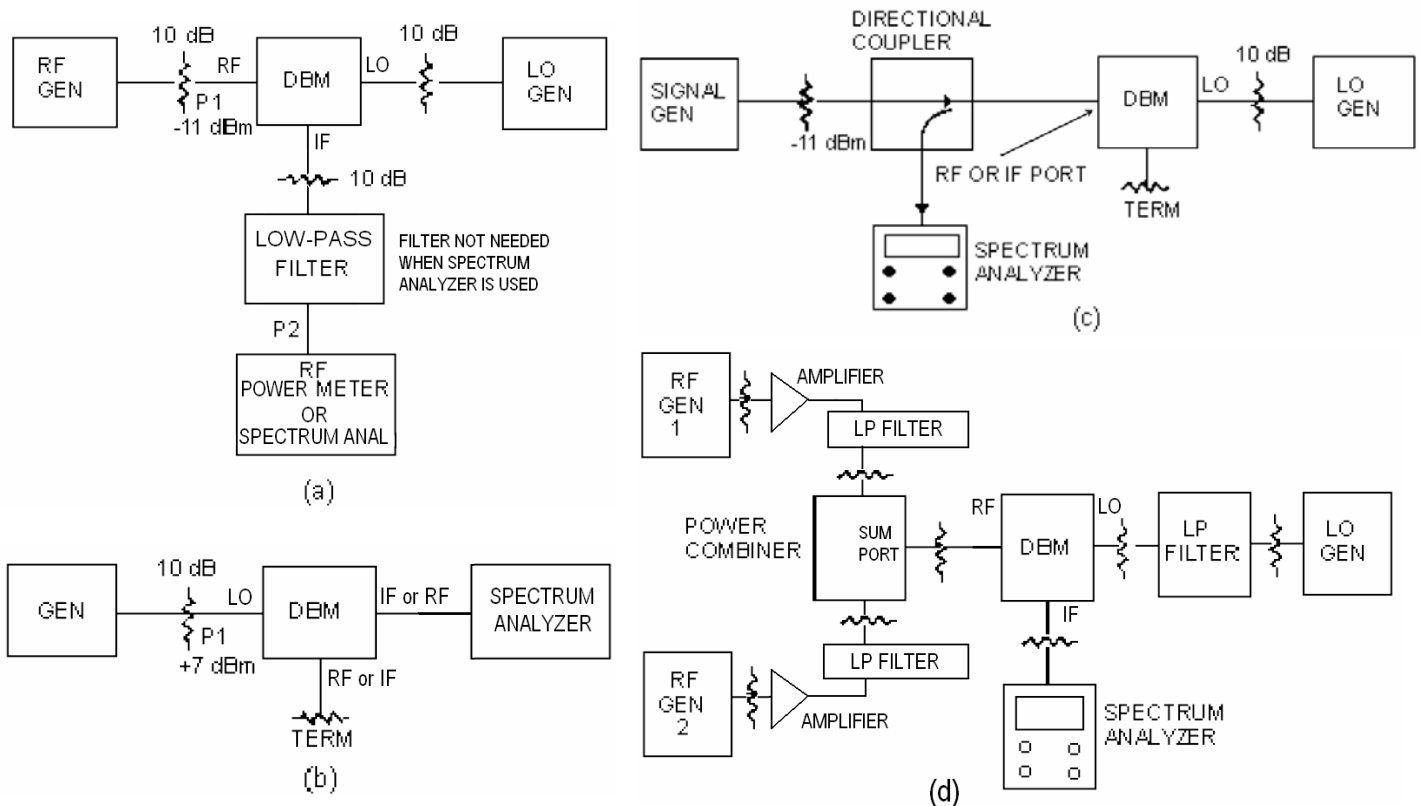 10 dB
10 dB
RF
GEN
RF
DBM
LO
LO
GEN
P1
-11 dBm
IF
10 dB
LOW-PASS
FILTER
FILTER NOT NEEDED
WHEN SPECTRUM
ANALYZER IS USED
P2
RF
POWER METER
OR
SPECTRUM ANAL
(a)
GEN
10 dB
LO
P1
+7 dBm
DBM
IF or RF
SPECTRUM
ANALYZER
RF or IF
TERM
(b)
DIRECTIONAL
COUPLER
SIGNAL
GEN
-11 dBm
RF OR IF PORT
DBM
LO
10 dB
LO
GEN
TERM
SPECTRUM
ANALYZER
(c)
RF
GEN
1
AMPLIFIER
LP FILTER
POWER
COMBINER
SUM
PORT
RF
DBM
LO
LP
FILTER
LO
GEN
IF
LP FILTER
RF
GEN
2
AMPLIFIER
SPECTRUM
ANALYZER
(d)